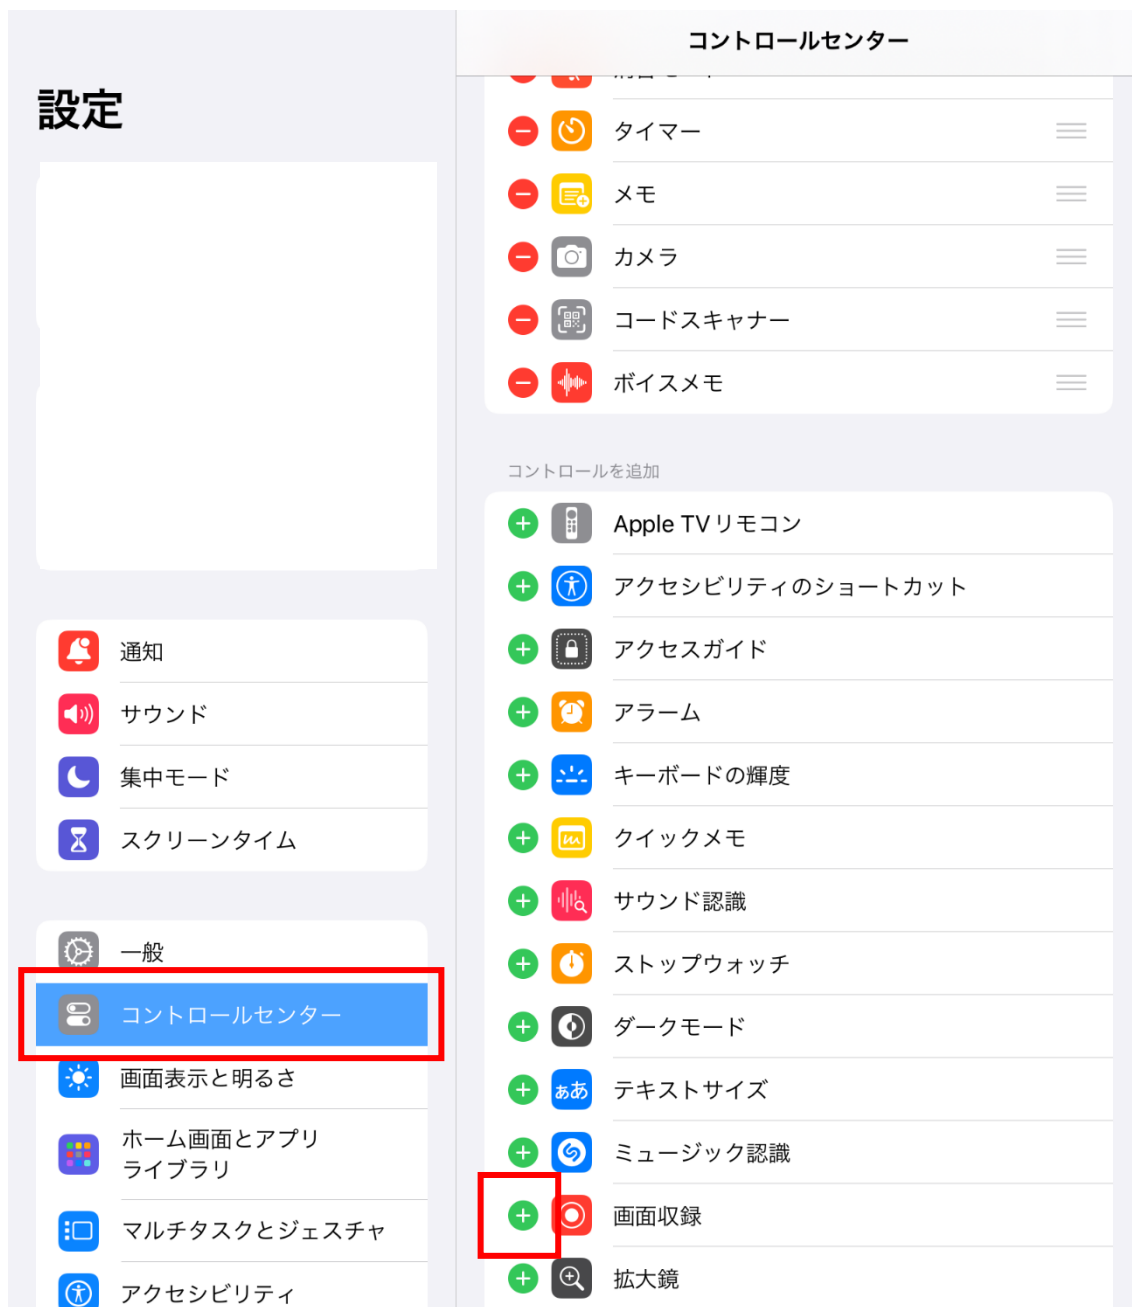 設定
通知
サウンド
集中モード
スクリーンタイム
一般
コントロールセンター
画面表示と明るさ
ホーム画面とアプリ
ライブラリ
マルチタスクとジェスチャ
アクセシビリティ
コントロールセンター
タイマー
メモ
カメラ
コードスキャナー
ボイスメモ
コントロールを追加
Apple TVリモコン
アクセシビリティのショートカット
アクセスガイド
アラーム
キーボードの輝度
クイックメモ
サウンド認識
ストップウォッチ
ダークモード
ぁあ
テキストサイズ
ミュージック認識
画面収録
拡大鏡